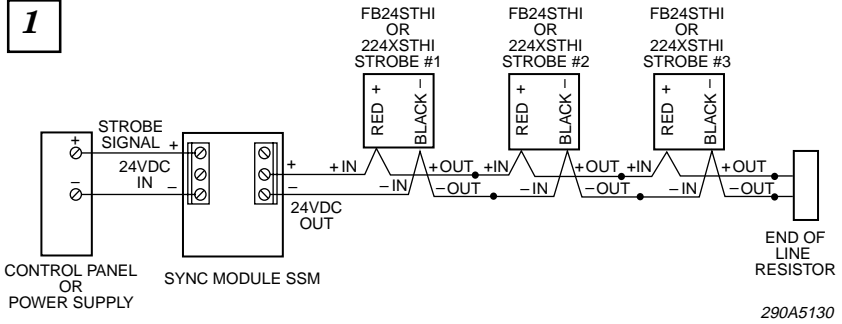 1
FB24STHI
OR
224XSTHI
STROBE #1
FB24STHI
OR
224XSTHI
STROBE #2
FB24STHI
OR
224XSTHI
STROBE #3
RED +
BLACK –
RED +
BLACK –
RED +
BLACK –
STROBE
SIGNAL
+
+
24VDC
IN
–
–
+
–
24VDC
OUT
+IN
–IN
+OUT
–OUT
+IN
–IN
+OUT
–OUT
+IN
–IN
+OUT
–OUT
CONTROL PANEL
OR
POWER SUPPLY
SYNC MODULE SSM
END OF
LINE
RESISTOR
290A5130